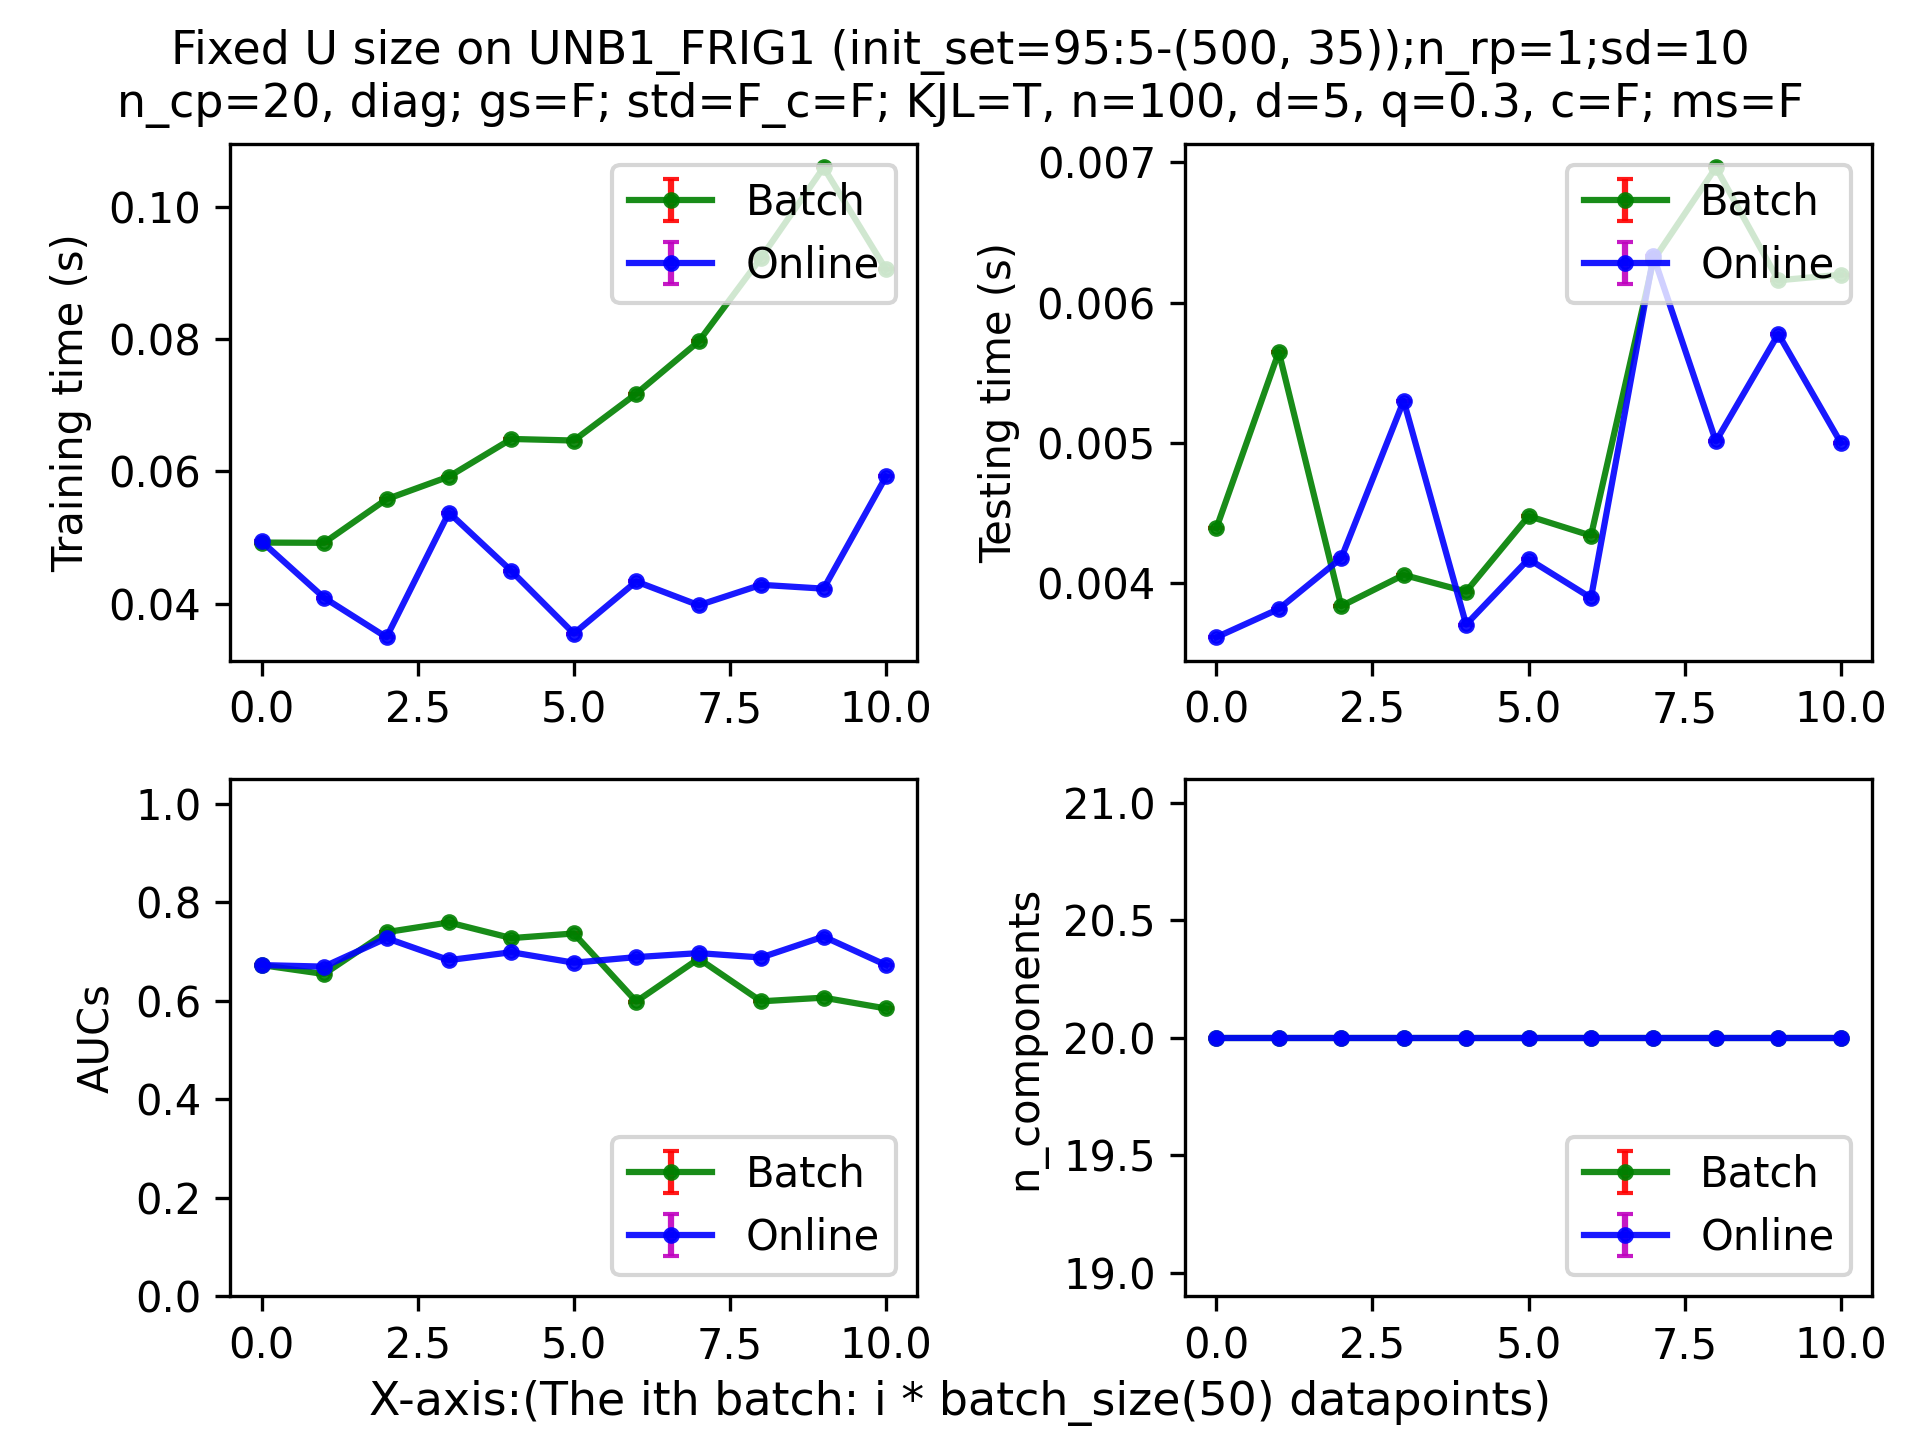 Fixed U size on UNB1_FRIG1 (init_set=95:5-(500, 35));n_rp=1;sd=10
n_cp=20, diag; gs=F; std=F_c=F; KJL=T, n=100, d=5, q=0.3, c=F; ms=F
Training time (s)
0.10
0.08
0.06
0.04
0.0 2.5 5.0 7.5 10.0
Batch
Online
Testing time (s)
0.007
0.006
0.005
0.004
0.0 2.5 5.0 7.5 10.0
Batch
Online
AUCs
1.0
0.8
0.6
0.4
0.2
0.0
0.0 2.5 5.0 7.5 10.0
Batch
Online
n_components
21.0
20.5
20.0
19.5
19.0
0.0 2.5 5.0 7.5 10.0
Batch
Online
X-axis:(The ith batch: i * batch_size(50) datapoints)